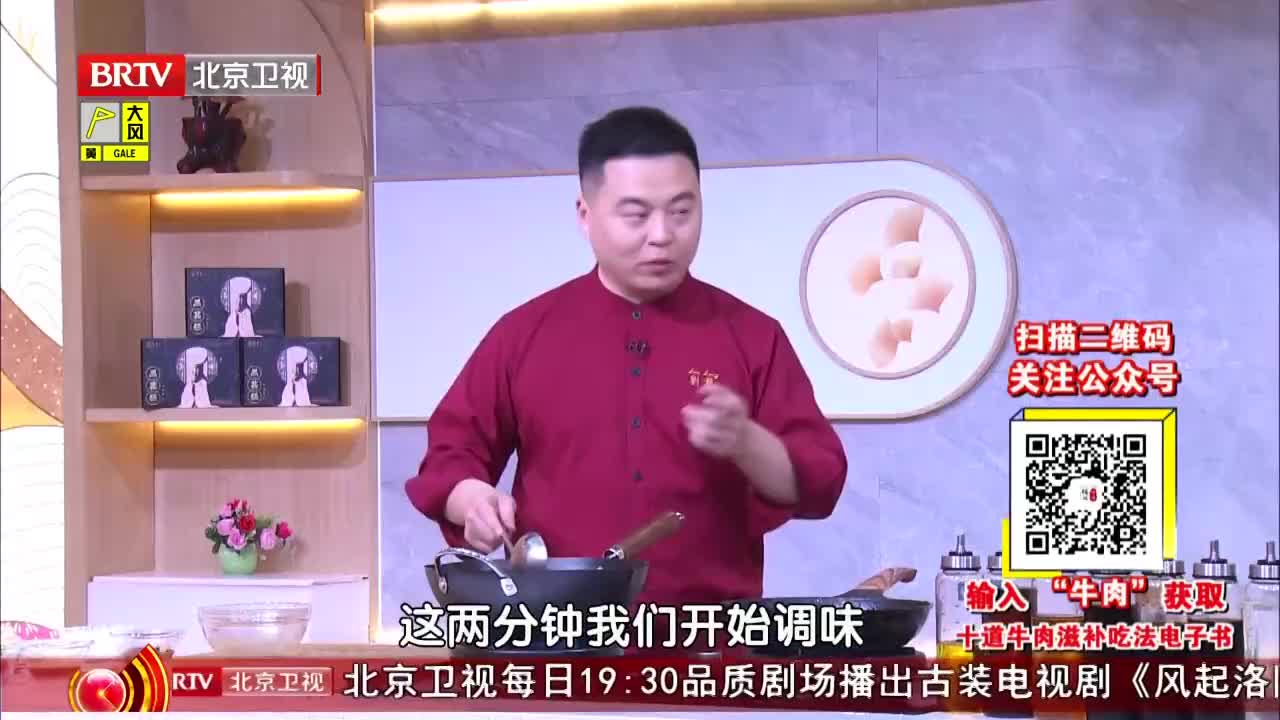 BRTV 北京卫视
大风
黄 GALE
扫描二维码
关注公众号
输入 “牛肉” 获取
十道牛肉滋补吃法电子书
这两分钟我们开始调味
BRTV 北京卫视 北京卫视每日19:30品质剧场播出古装电视剧《风起洛